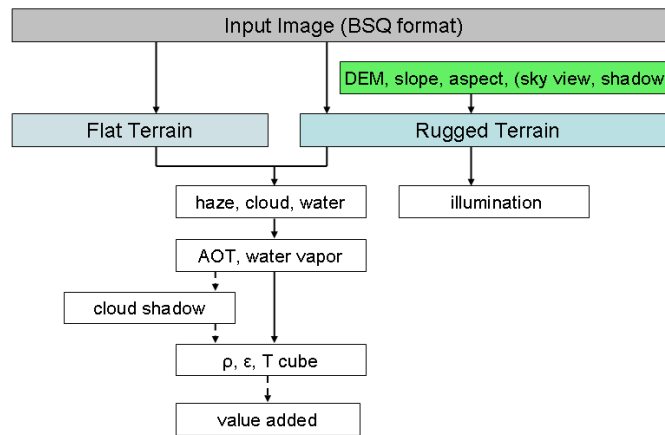 Input Image (BSQ format)
DEM, slope, aspect, (sky view, shadow
Flat Terrain
Rugged Terrain
haze, cloud, water
illumination
AOT, water vapor
cloud shadow
ρ, ε, T cube
value added